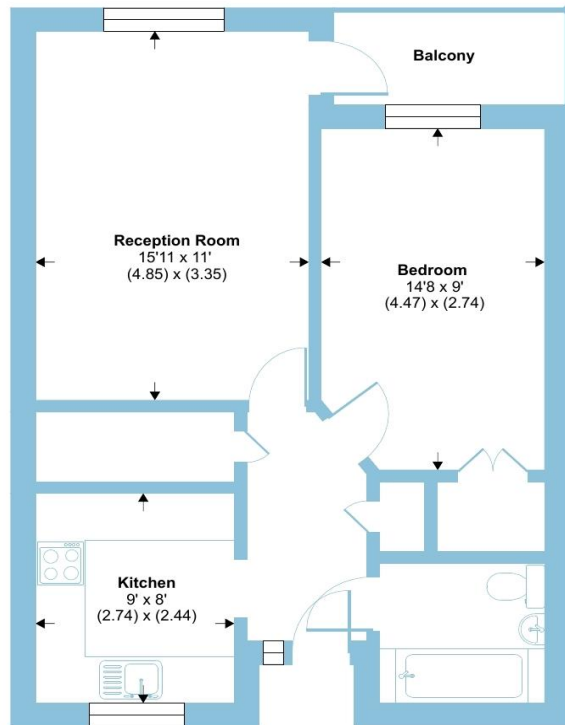 Balcony
Reception Room
15'11 x 11'
(4.85) x (3.35)
Bedroom
14'8 x 9'
(4.47) x (2.74)
Kitchen
9' x 8'
(2.74) x (2.44)